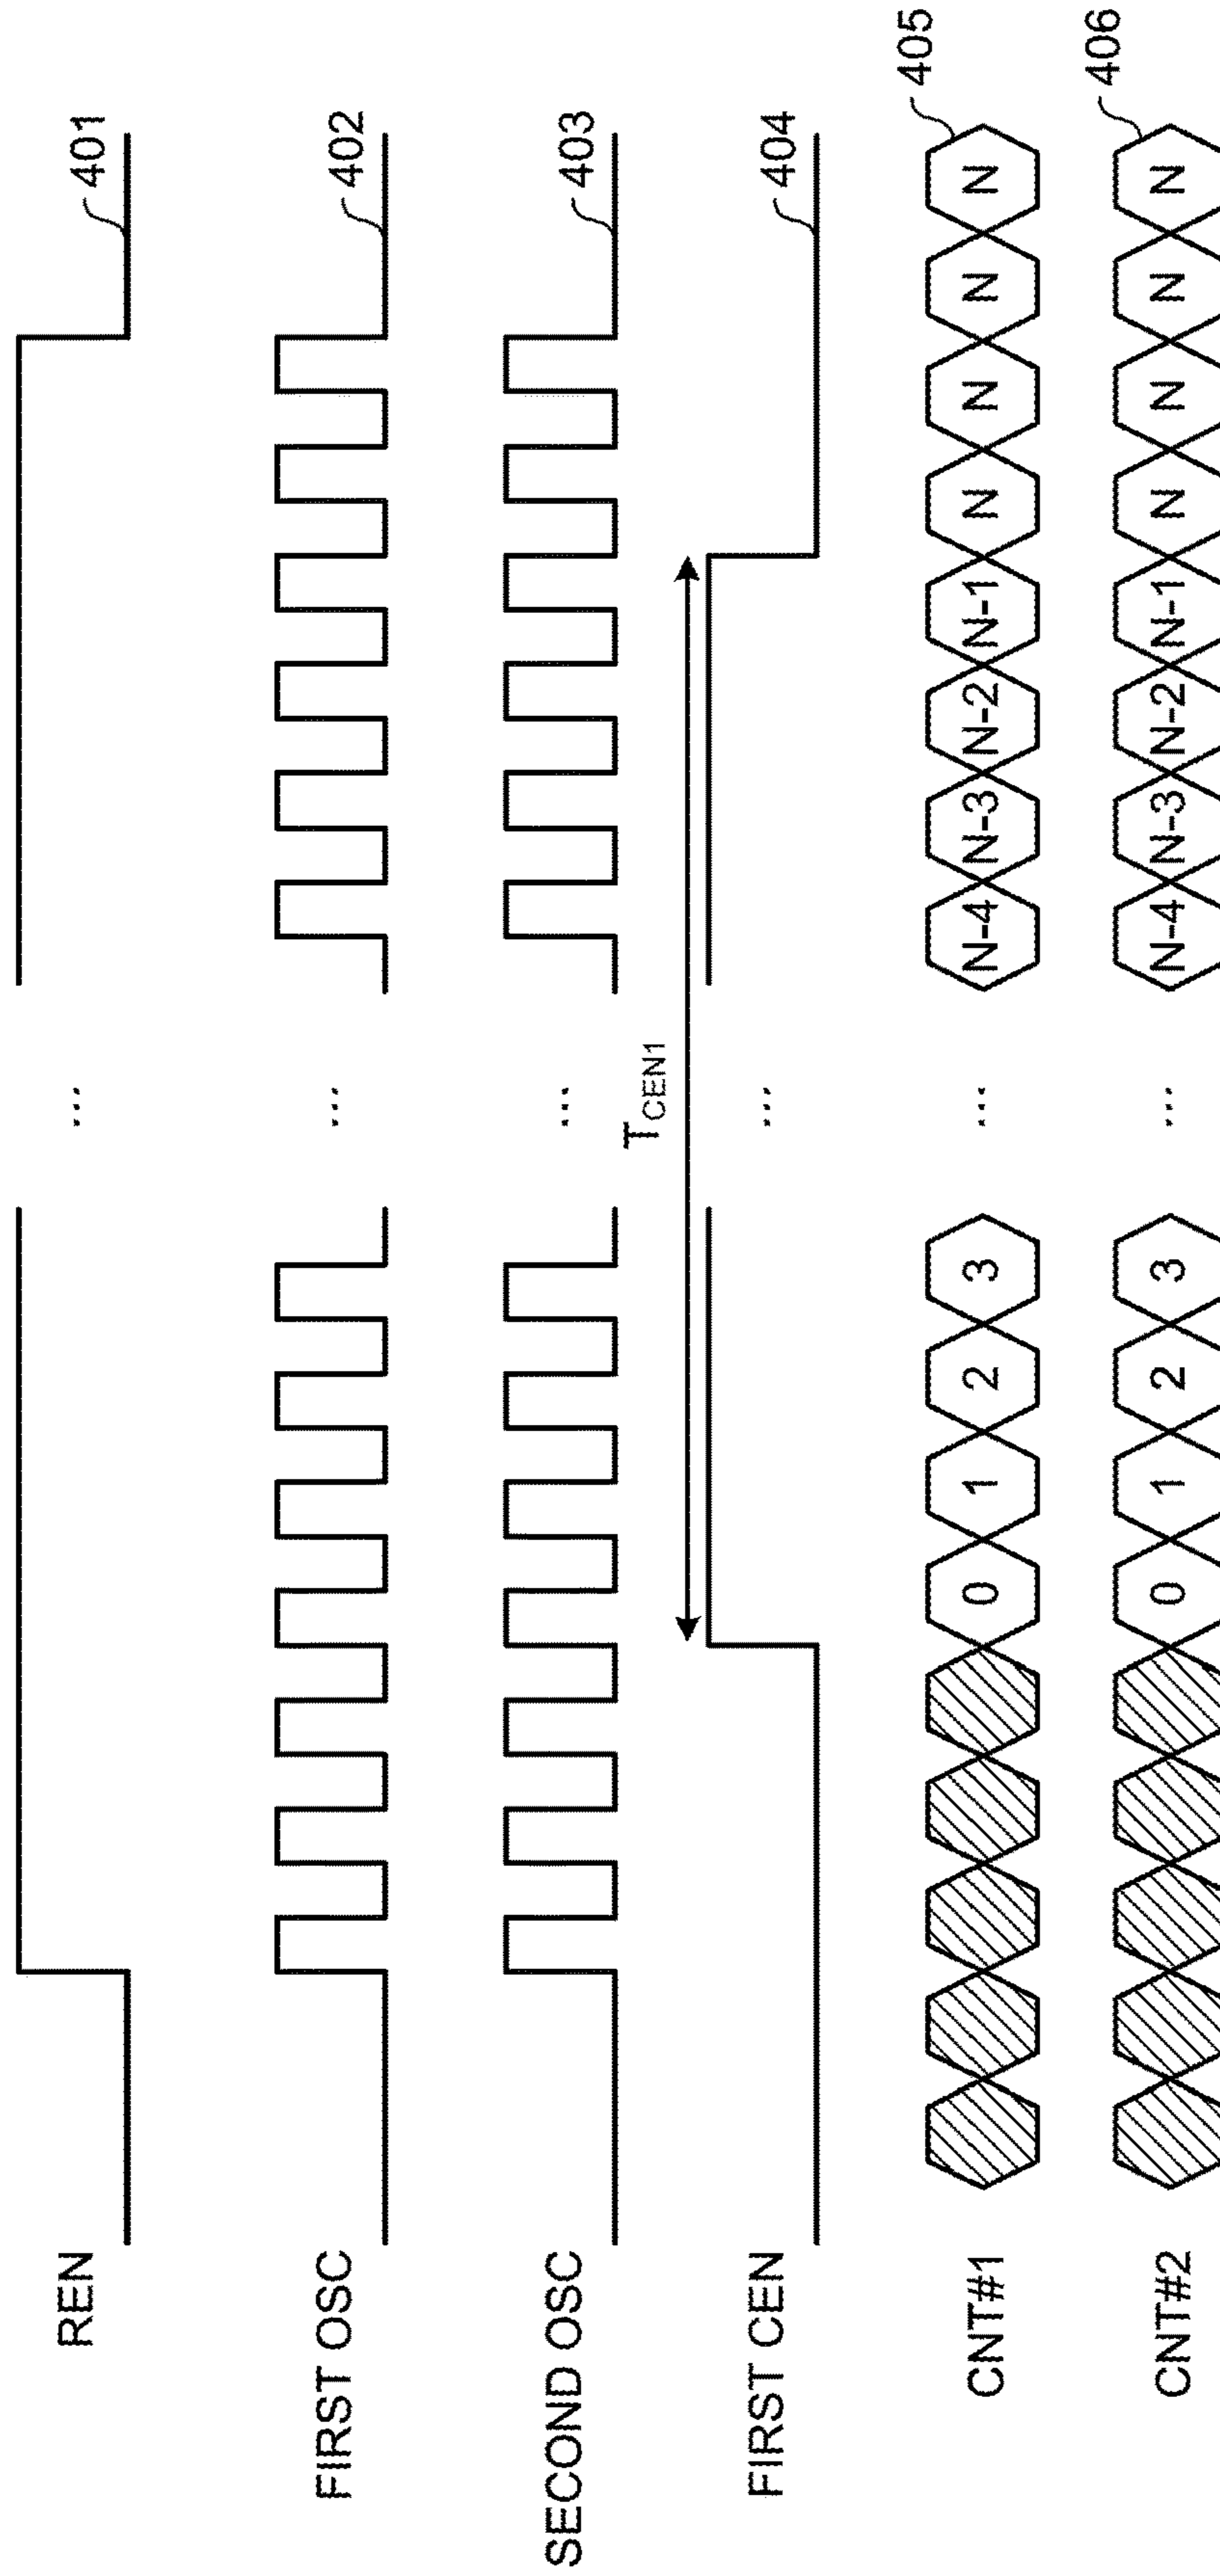 REN ... 401
FIRST OSC ... 402
SECOND OSC ... 403
T_CEN1
FIRST CEN ... 404
CNT#1 0 1 2 3 ... N-4 N-3 N-2 N-1 N N N N 405
CNT#2 0 1 2 3 ... N-4 N-3 N-2 N-1 N N N N 406